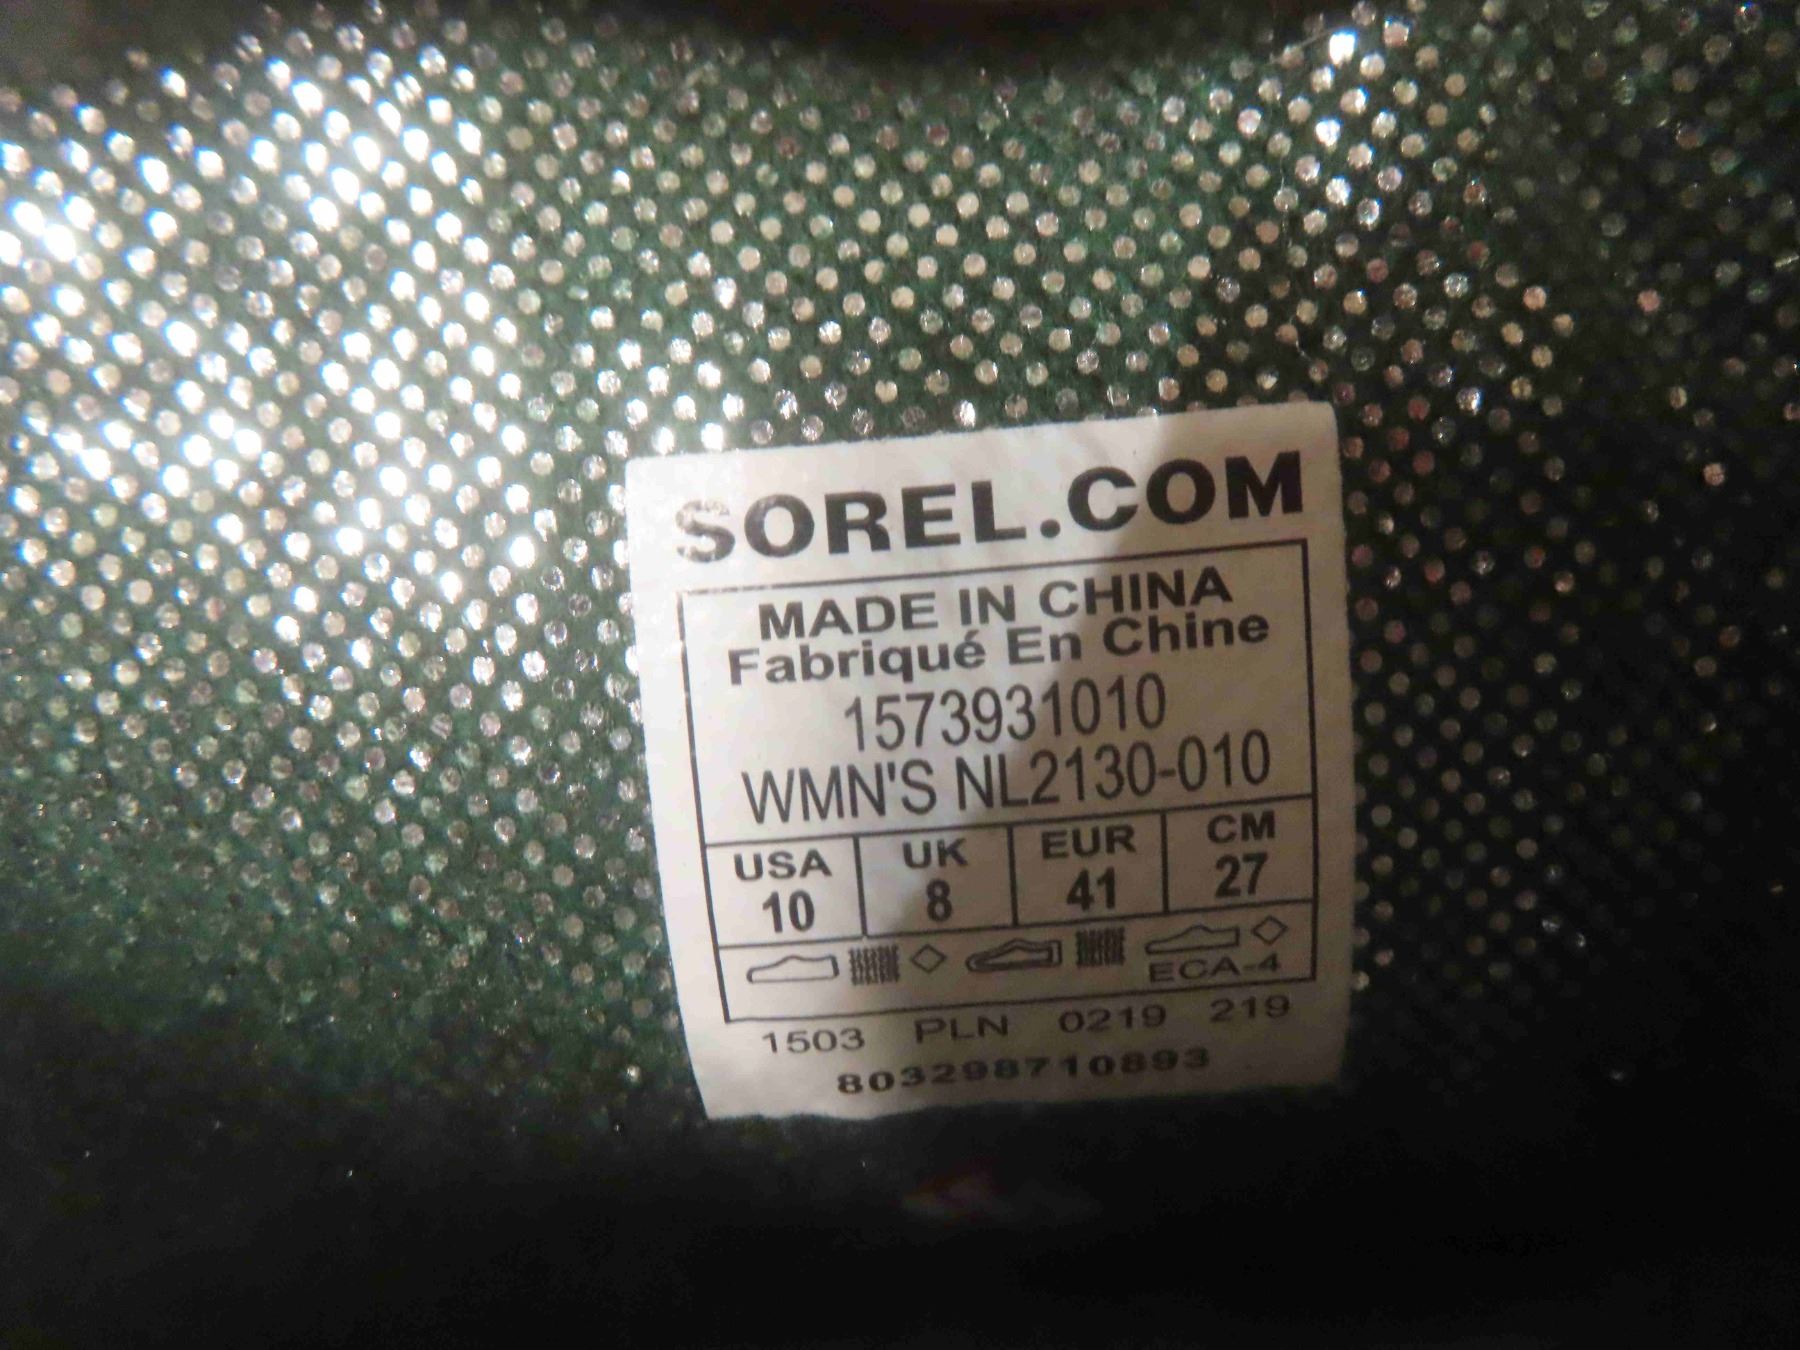 SOREL.COM
MADE IN CHINA
Fabriqué En Chine
1573931010
WMN'S NL2130-010
USA UK EUR CM
10 8 41 27
ECA-4
1503 PLN 0219 219
803298710893